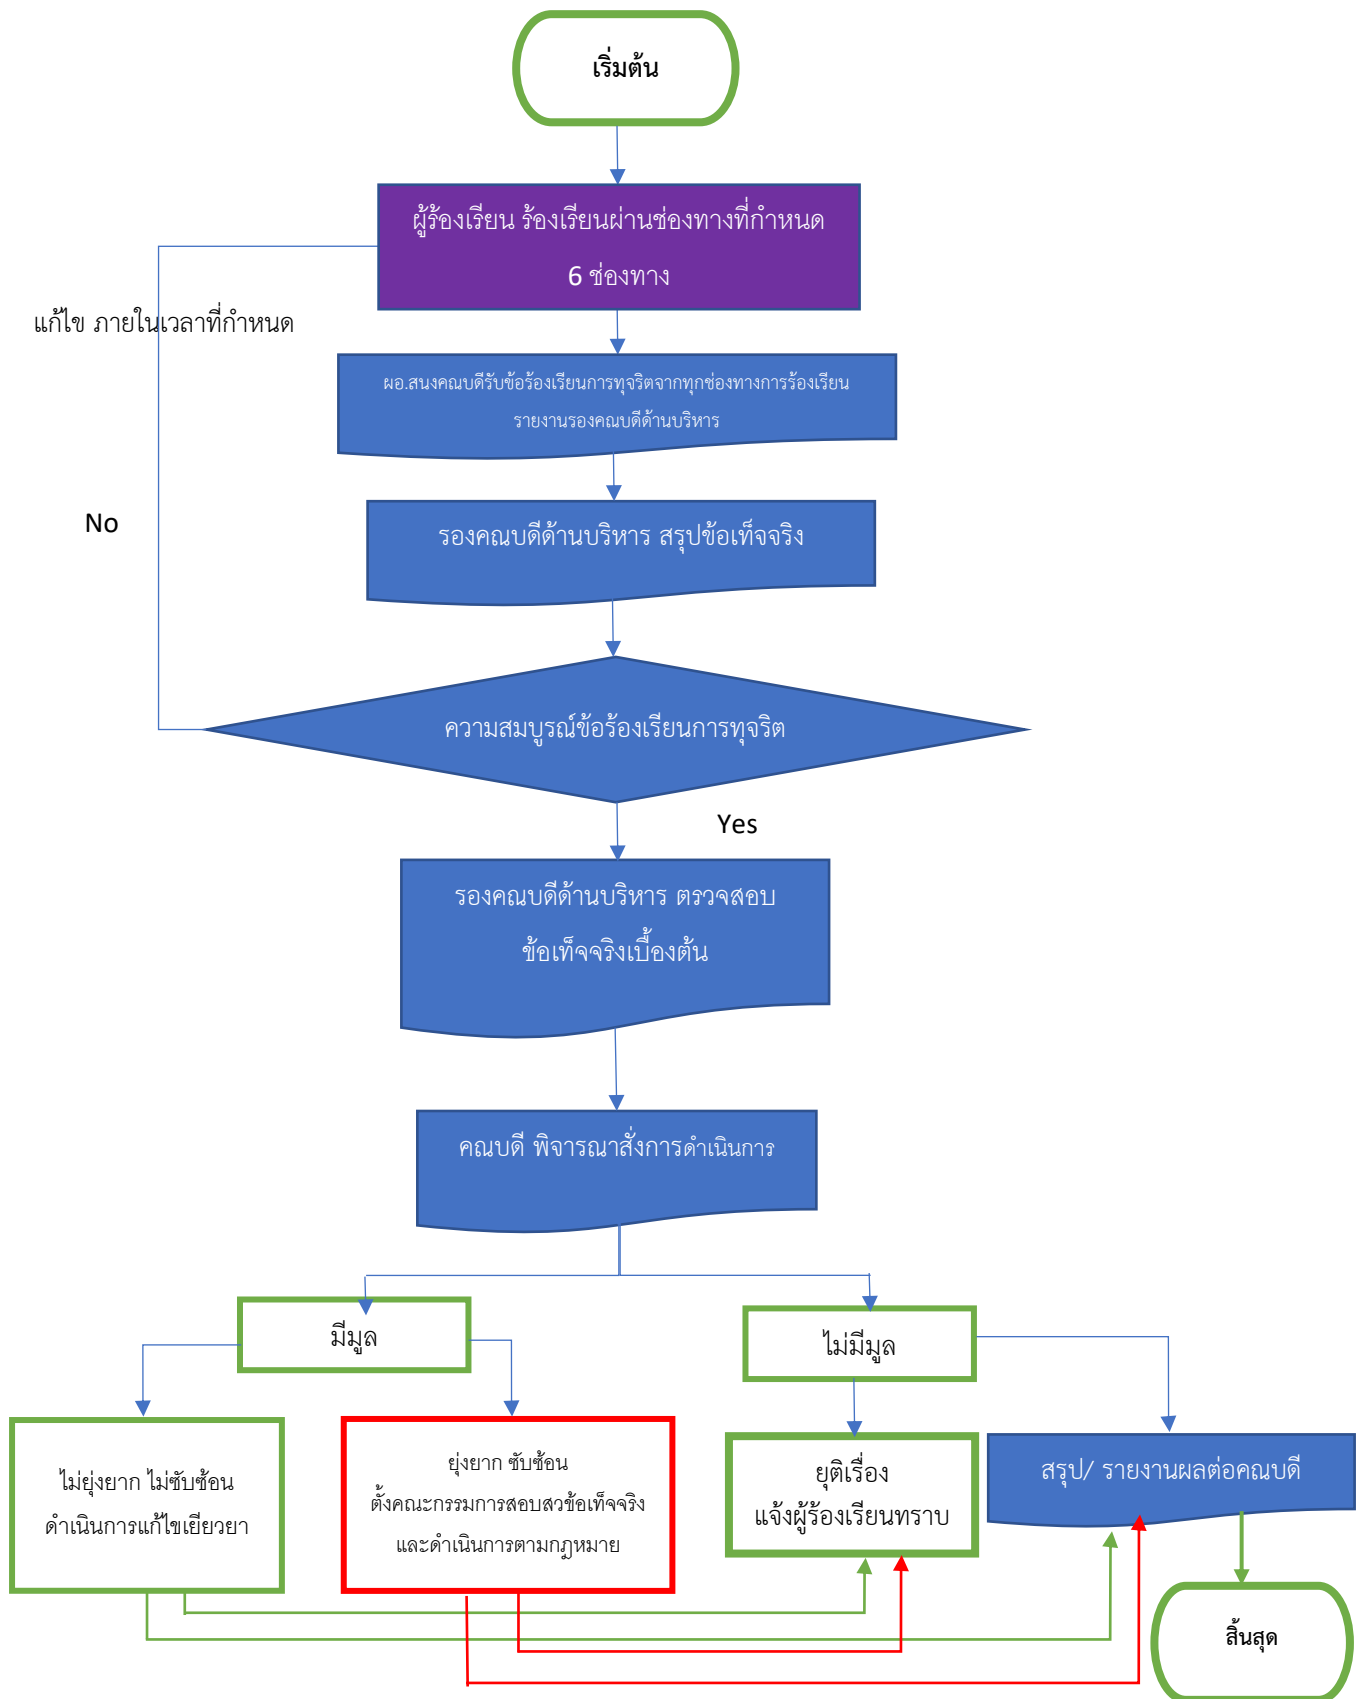 เริ่มต้น
ผู้ร้องเรียน ร้องเรียนผ่านช่องทางที่กำหนด
6 ช่องทาง
แก้ไข ภายในเวลาที่กำหนด
ผอ.สนงคณบดีรับข้อร้องเรียนการทุจริตจากทุกช่องทางการร้องเรียน
รายงานรองคณบดีด้านบริหาร
No
รองคณบดีด้านบริหาร สรุปข้อเท็จจริง
ความสมบูรณ์ข้อร้องเรียนการทุจริต
Yes
รองคณบดีด้านบริหาร ตรวจสอบ
ข้อเท็จจริงเบื้องต้น
คณบดี พิจารณาสั่งการดำเนินการ
มีมูล
ไม่มีมูล
ไม่ยุ่งยาก ไม่ซับซ้อน
ดำเนินการแก้ไขเยียวยา
ยุ่งยาก ซับซ้อน
ตั้งคณะกรรมการสอบสวข้อเท็จจริง
และดำเนินการตามกฎหมาย
ยุติเรื่อง
แจ้งผู้ร้องเรียนทราบ
สรุป/ รายงานผลต่อคณบดี
สิ้นสุด